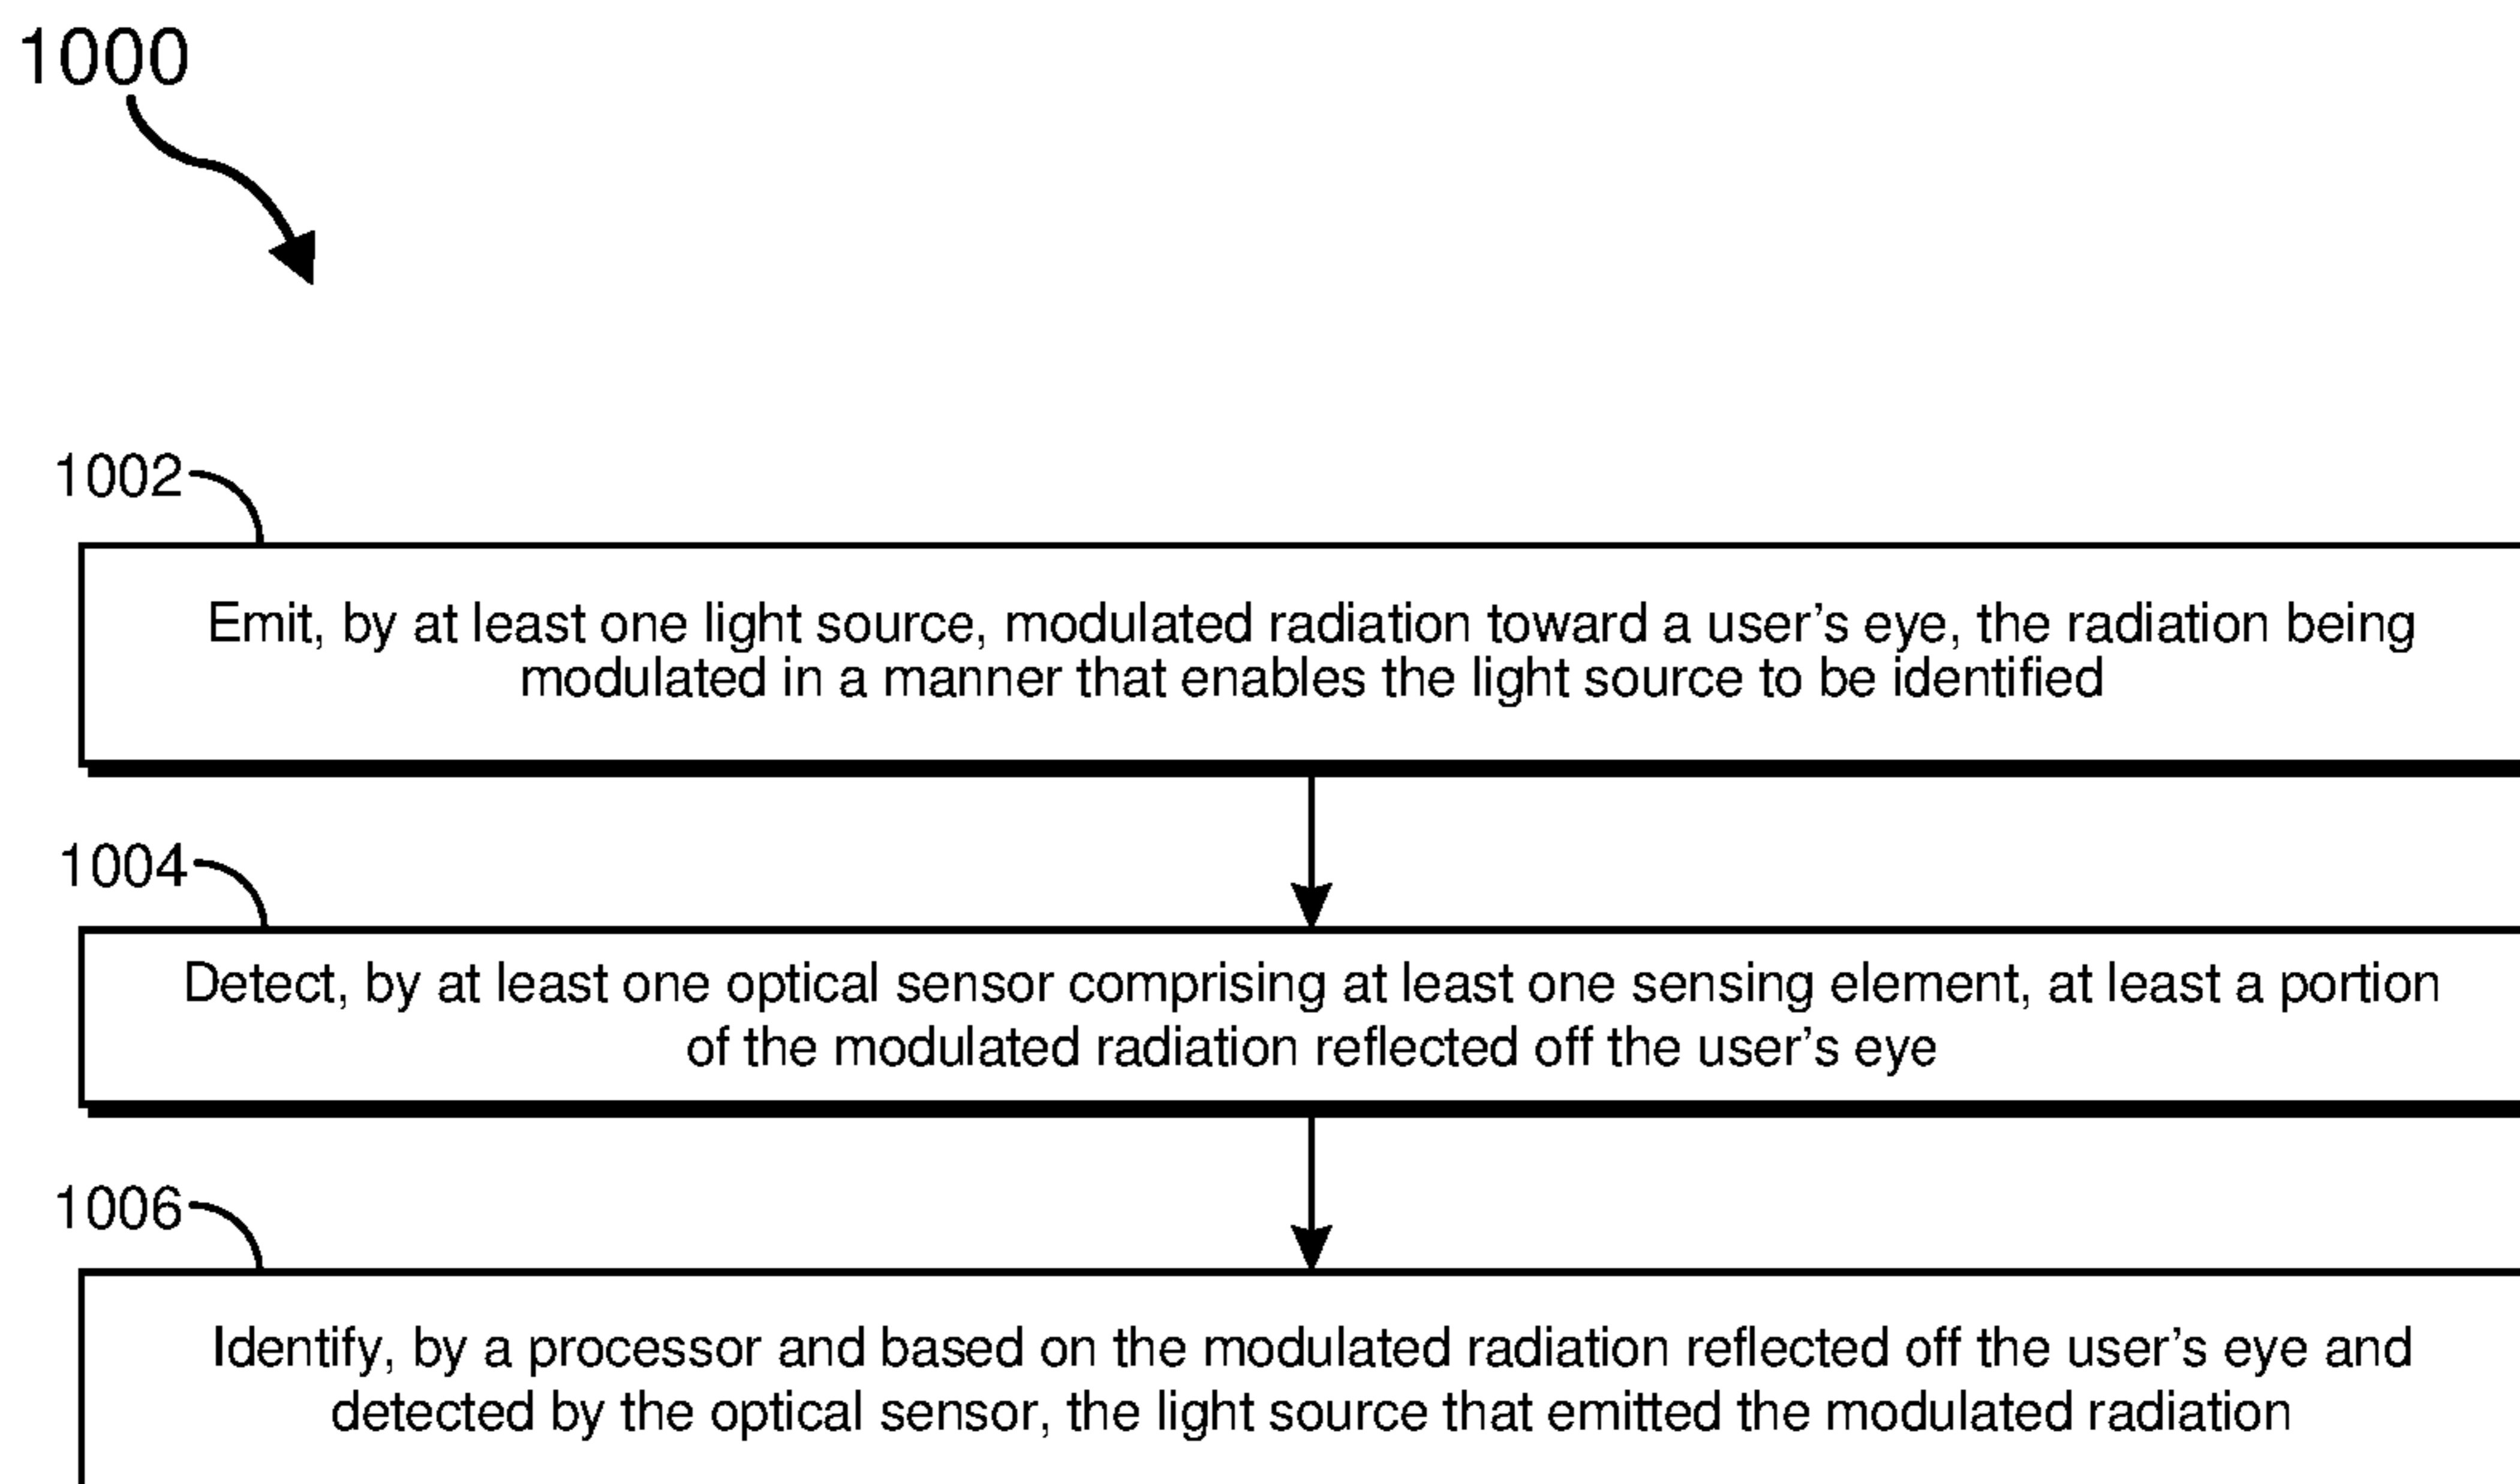 1000
1002
Emit, by at least one light source, modulated radiation toward a user’s eye, the radiation being
modulated in a manner that enables the light source to be identified
1004
Detect, by at least one optical sensor comprising at least one sensing element, at least a portion
of the modulated radiation reflected off the user’s eye
1006
Identify, by a processor and based on the modulated radiation reflected off the user’s eye and
detected by the optical sensor, the light source that emitted the modulated radiation